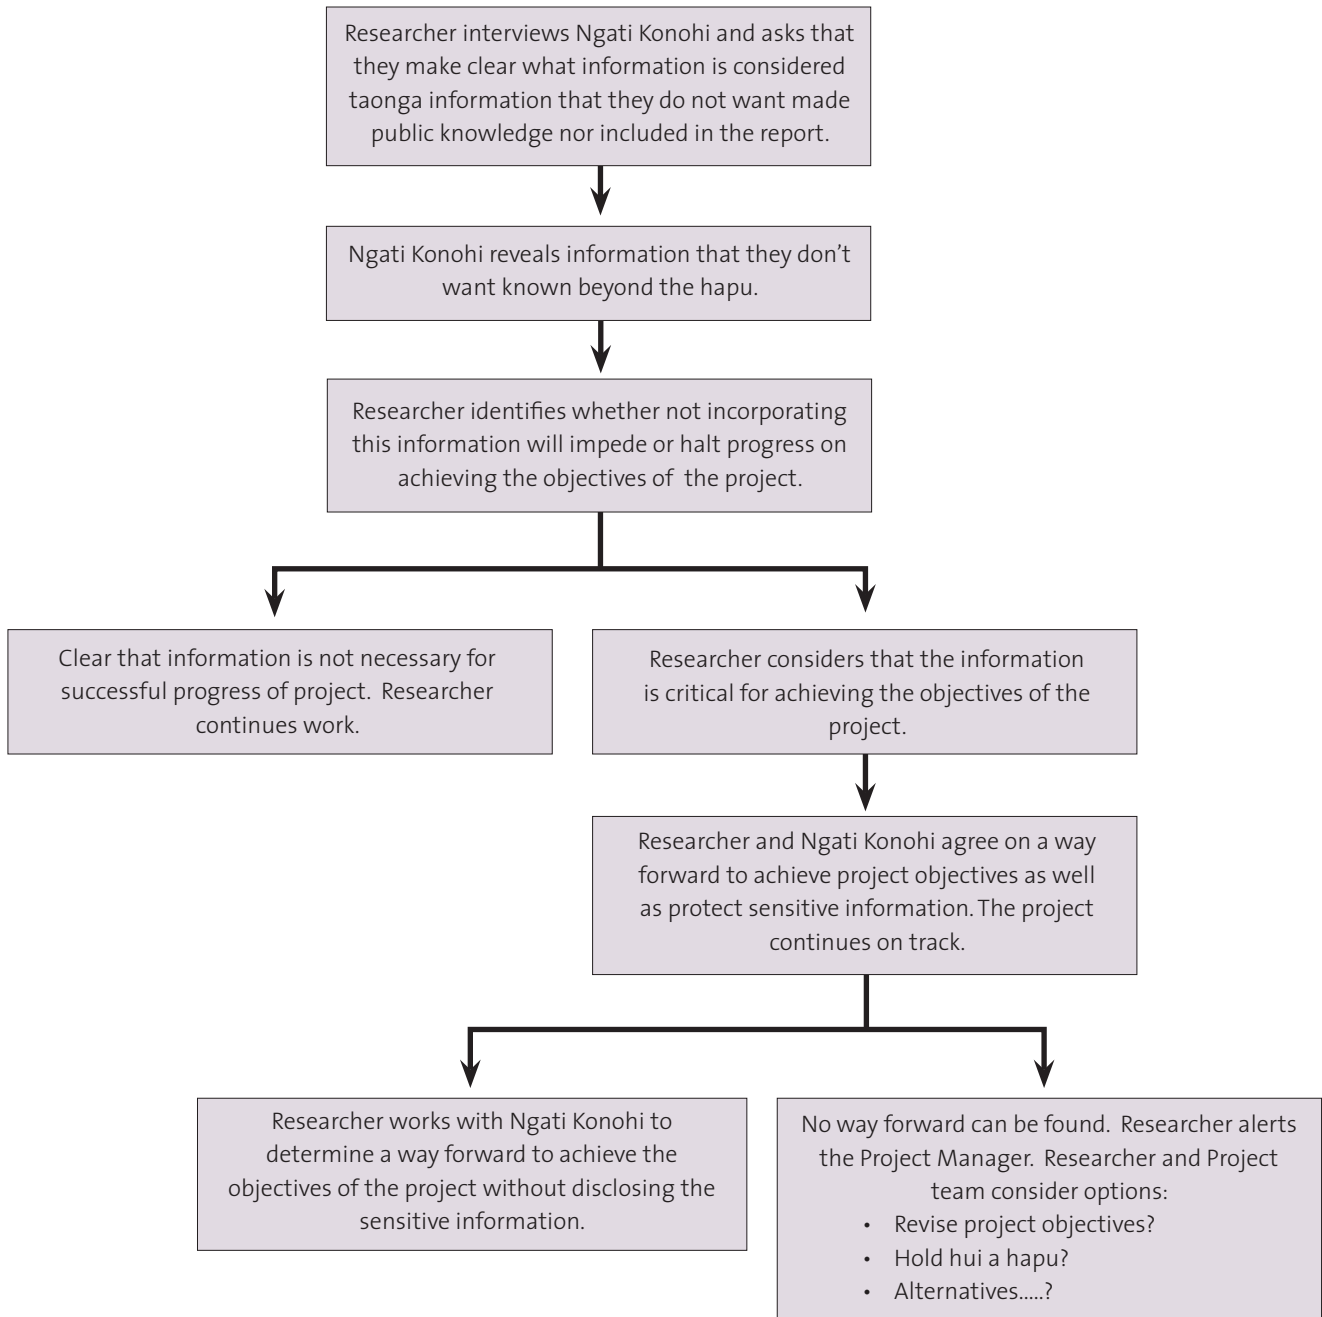 Researcher interviews Ngati Konohi and asks that
they make clear what information is considered
taonga information that they do not want made
public knowledge nor included in the report.
Ngati Konohi reveals information that they don't
want known beyond the hapu.
Researcher identifies whether not incorporating
this information will impede or halt progress on
achieving the objectives of the project.
Clear that information is not necessary for
successful progress of project. Researcher
continues work.
Researcher considers that the information
is critical for achieving the objectives of the
project.
Researcher and Ngati Konohi agree on a way
forward to achieve project objectives as well
as protect sensitive information. The project
continues on track.
Researcher works with Ngati Konohi to
determine a way forward to achieve the
objectives of the project without disclosing the
sensitive information.
No way forward can be found. Researcher alerts
the Project Manager. Researcher and Project
team consider options:
• Revise project objectives?
• Hold hui a hapu?
• Alternatives.....?